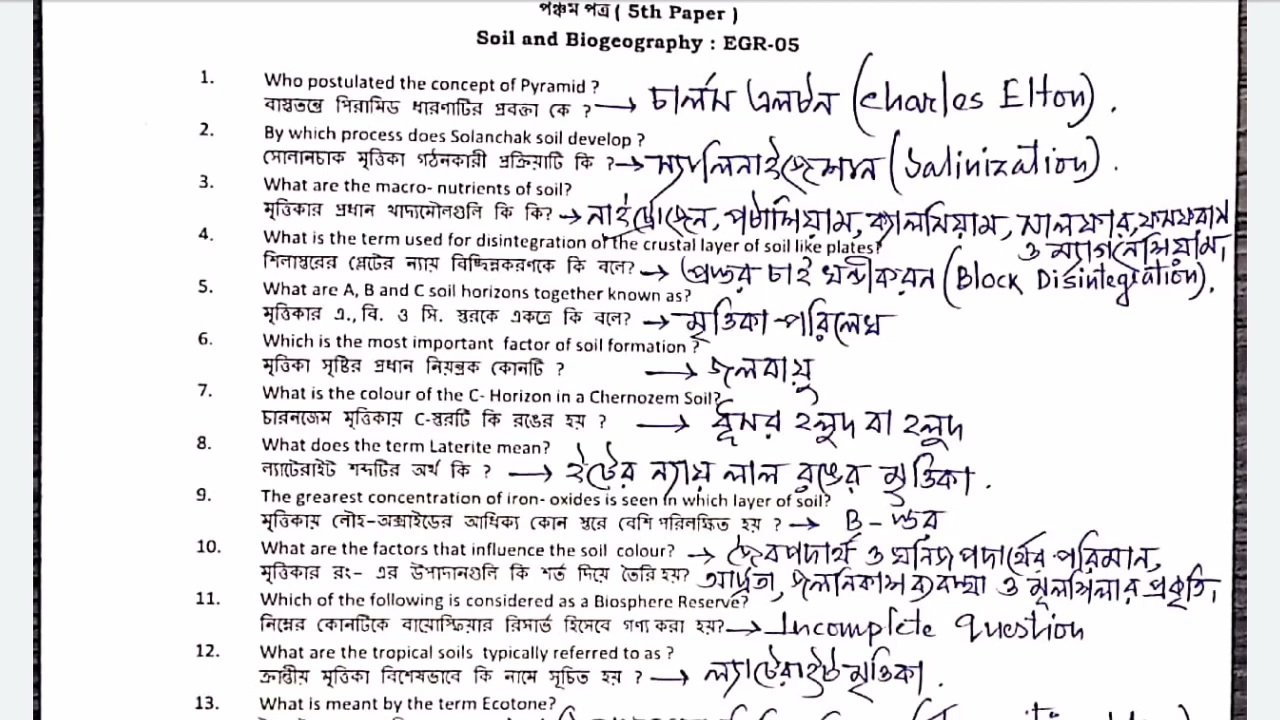 পঞ্চম পত্র ( 5th Paper )
Soil and Biogeography : EGR-05
1. Who postulated the concept of Pyramid ?
বাস্তুতন্ত্রে পিরামিড ধারণাটির প্রবক্তা কে ? → চার্লস এলটন (Charles Elton).
2. By which process does Solanchak soil develop ?
সোলানচাক মৃত্তিকা গঠনকারী প্রক্রিয়াটি কি ? → স্যালিনাইজেশান (Salinization).
3. What are the macro- nutrients of soil?
মৃত্তিকার প্রধান খাদ্যমৌলগুলি কি কি? → নাইট্রোজেন, পটাশিয়াম, ক্যালসিয়াম, সালফার, ফসফরাস
ও ম্যাগনেশিয়াম।
4. What is the term used for disintegration of the crustal layer of soil like plates?
শিলাস্তরের প্লেটের ন্যায় বিচ্ছিন্নকরণকে কি বলে? → প্রস্তর চাঁই খন্ডীকরন (Block Disintegration).
5. What are A, B and C soil horizons together known as?
মৃত্তিকার এ., বি. ও সি. স্তরকে একত্রে কি বলে? → মৃত্তিকা-পরিলেখ
6. Which is the most important factor of soil formation ?
মৃত্তিকা সৃষ্টির প্রধান নিয়ন্ত্রক কোনটি ? → জলবায়ু
7. What is the colour of the C- Horizon in a Chernozem Soil?
চারনজেম মৃত্তিকায় C-স্তরটি কি রঙের হয় ? → ধূসর হলুদ বা হলুদ
8. What does the term Laterite mean?
ল্যাটেরাইট শব্দটির অর্থ কি ? → ইটের ন্যায় লাল রঙের মৃত্তিকা.
9. The grearest concentration of iron- oxides is seen in which layer of soil?
মৃত্তিকায় লৌহ-অক্সাইডের আধিক্য কোন স্তরে বেশি পরিলক্ষিত হয় ? → B-স্তর
10. What are the factors that influence the soil colour? → জৈবপদার্থ ও খনিজ পদার্থের পরিমান,
মৃত্তিকার রং- এর উপাদানগুলি কি শর্ত দিয়ে তৈরি হয়? আর্দ্রতা, জলনিকাশ ব্যবস্থা ও মূলশিলার প্রকৃতি।
11. Which of the following is considered as a Biosphere Reserve?
নিম্নের কোনটিকে বায়োস্ফিয়ার রিসার্ভ হিসেবে গণ্য করা হয়? → Incomplete question
12. What are the tropical soils typically referred to as ?
ক্রান্তীয় মৃত্তিকা বিশেষভাবে কি নামে সূচিত হয় ? → ল্যাটেরাইট মৃত্তিকা.
13. What is meant by the term Ecotone?